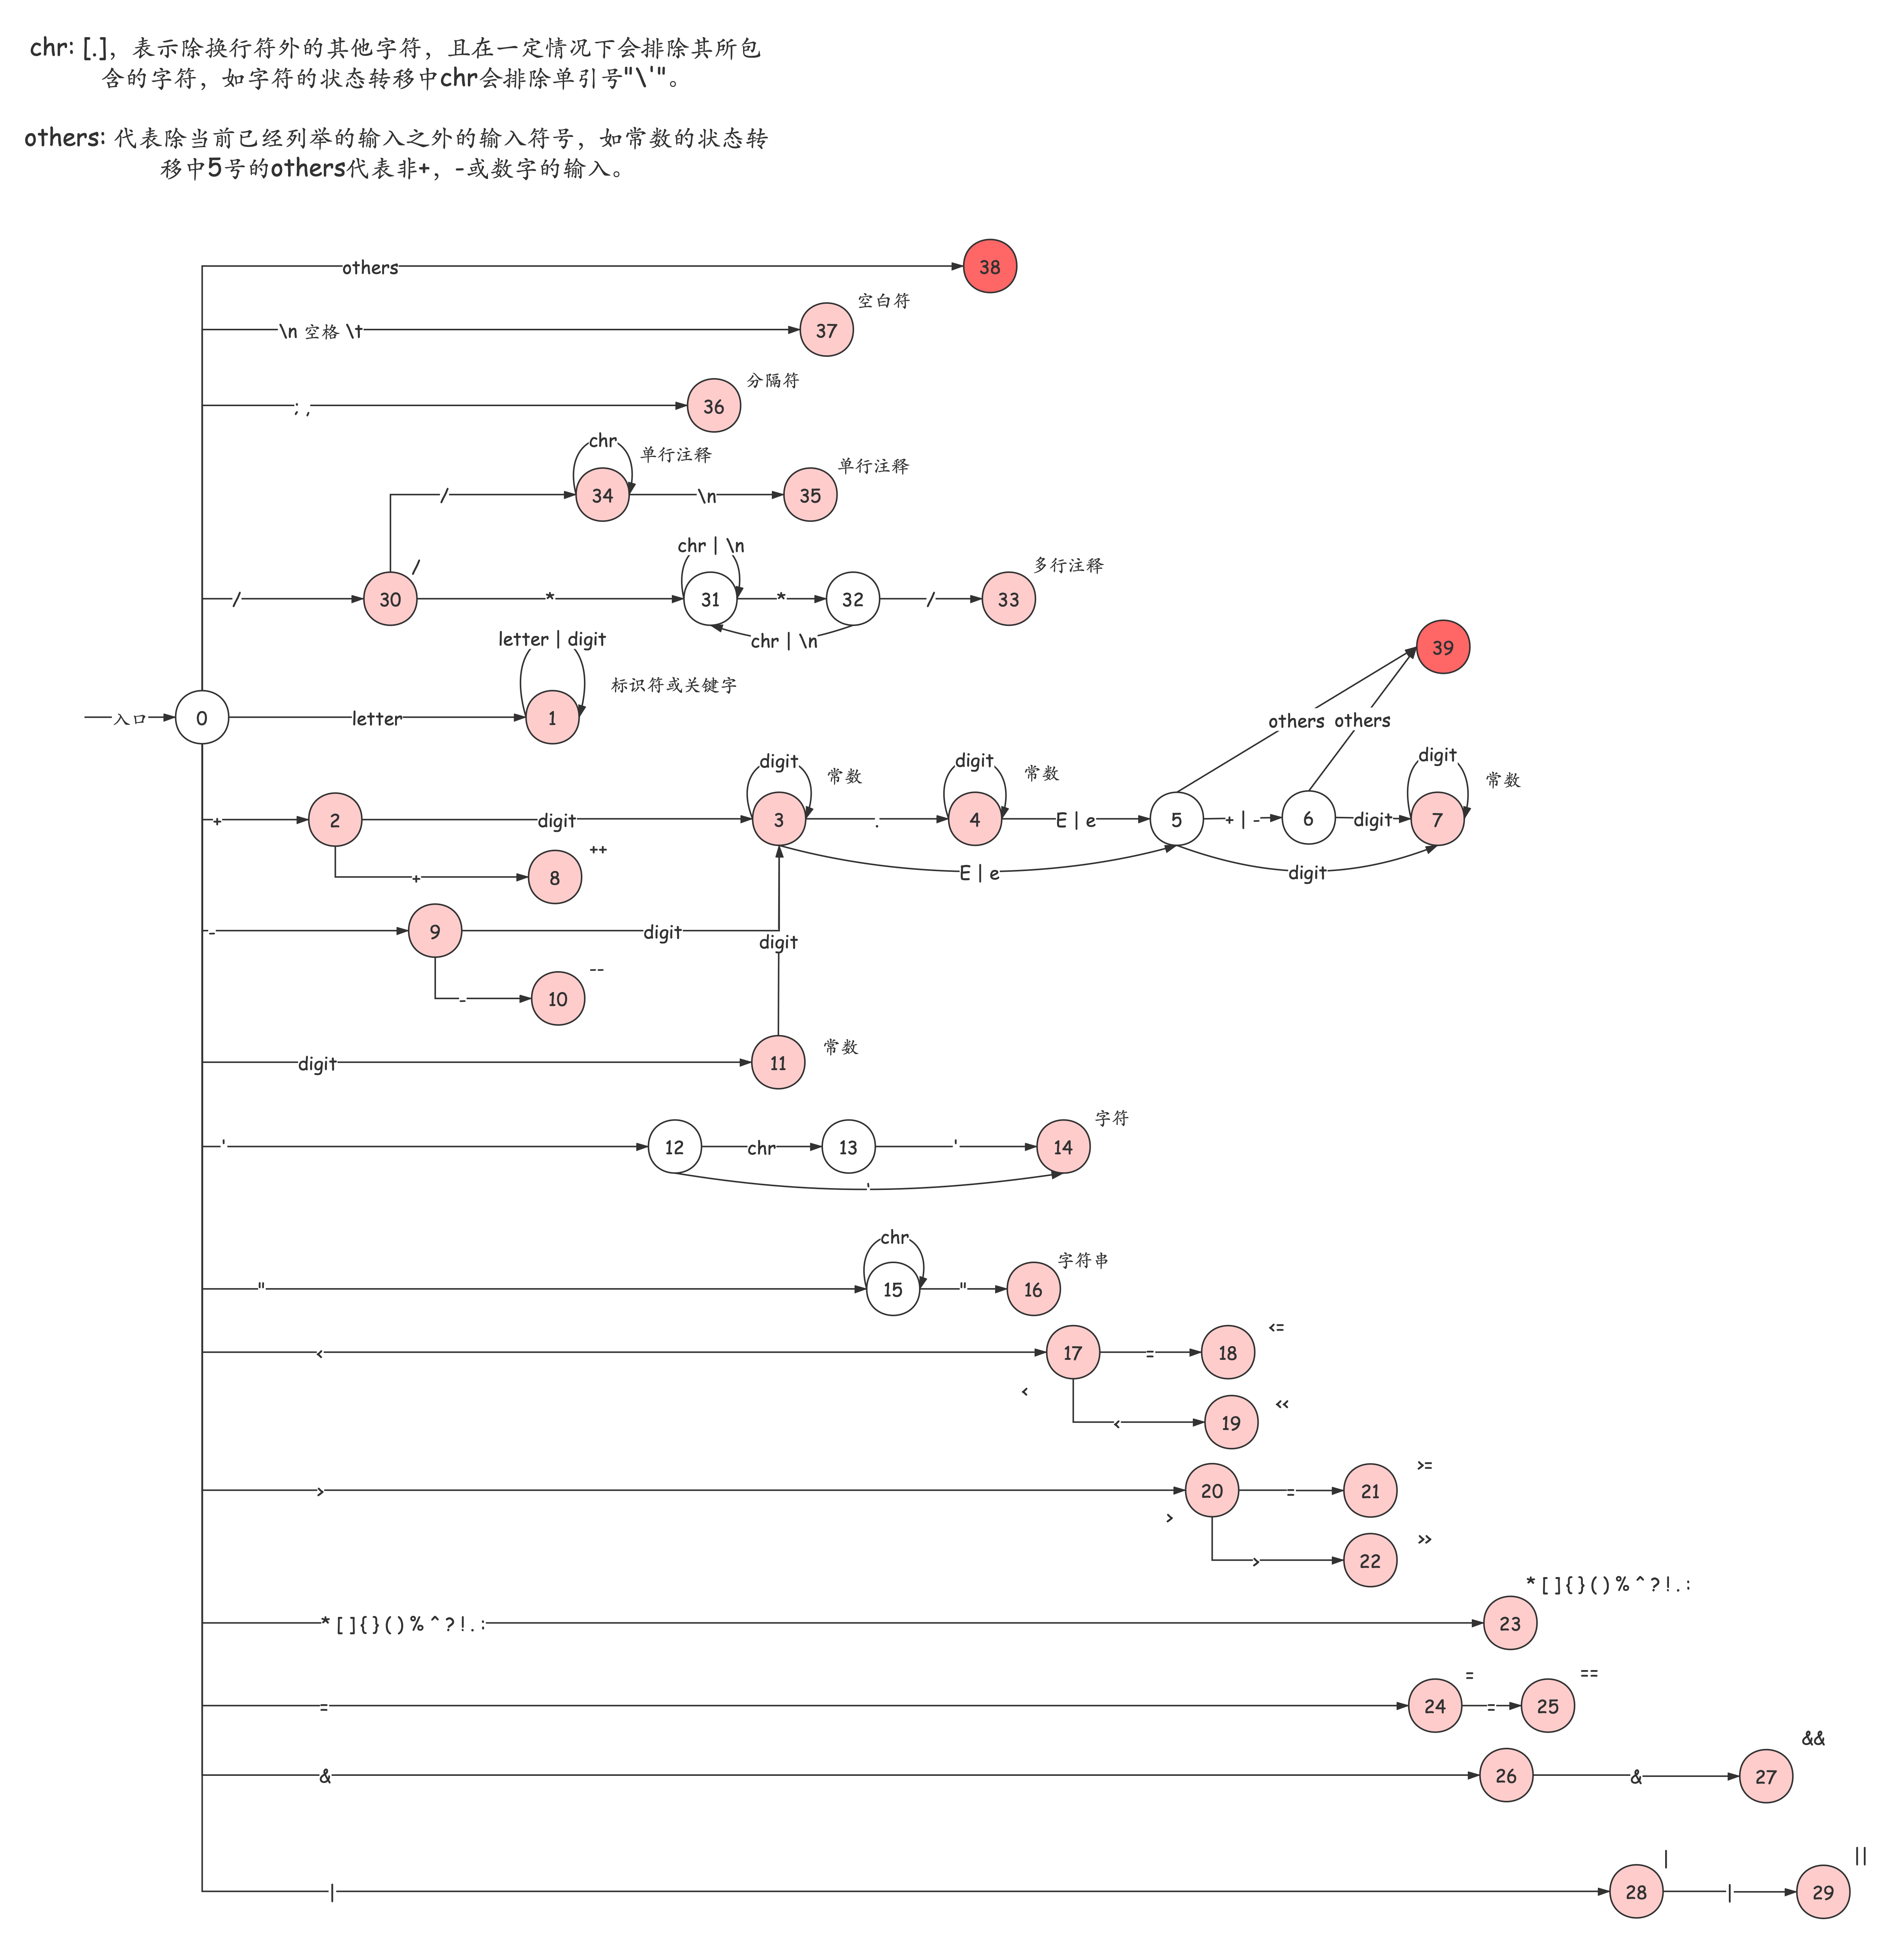 chr: [.]，表示除换行符外的其他字符，且在一定情况下会排除其所包
含的字符，如字符的状态转移中chr会排除单引号"\'"。
others: 代表除当前已经列举的输入之外的输入符号，如常数的状态转
移中5号的others代表非+，-或数字的输入。
others
38
空白符
\n 空格 \t
37
分隔符
; ,
36
chr
单行注释
单行注释
/
34
\n
35
chr | \n
多行注释
/
/
30
*
31
*
32
/
33
chr | \n
letter | digit
39
标识符或关键字
入口
0
letter
1
others
others
digit
常数
digit
常数
digit
常数
+
2
digit
3
.
4
E | e
5
+ | -
6
digit
7
++
+
8
E | e
digit
-
9
digit
digit
--
-
10
常数
digit
11
字符
'
12
chr
13
'
14
'
chr
字符串
"
15
"
16
<=
<
17
=
18
<
<<
<
19
>=
>
20
=
21
>
>>
>
22
* [ ] { } ( ) % ^ ? ! . :
* [ ] { } ( ) % ^ ? ! . :
23
=
==
=
24
=
25
&&
&
26
&
27
|
||
|
28
|
29